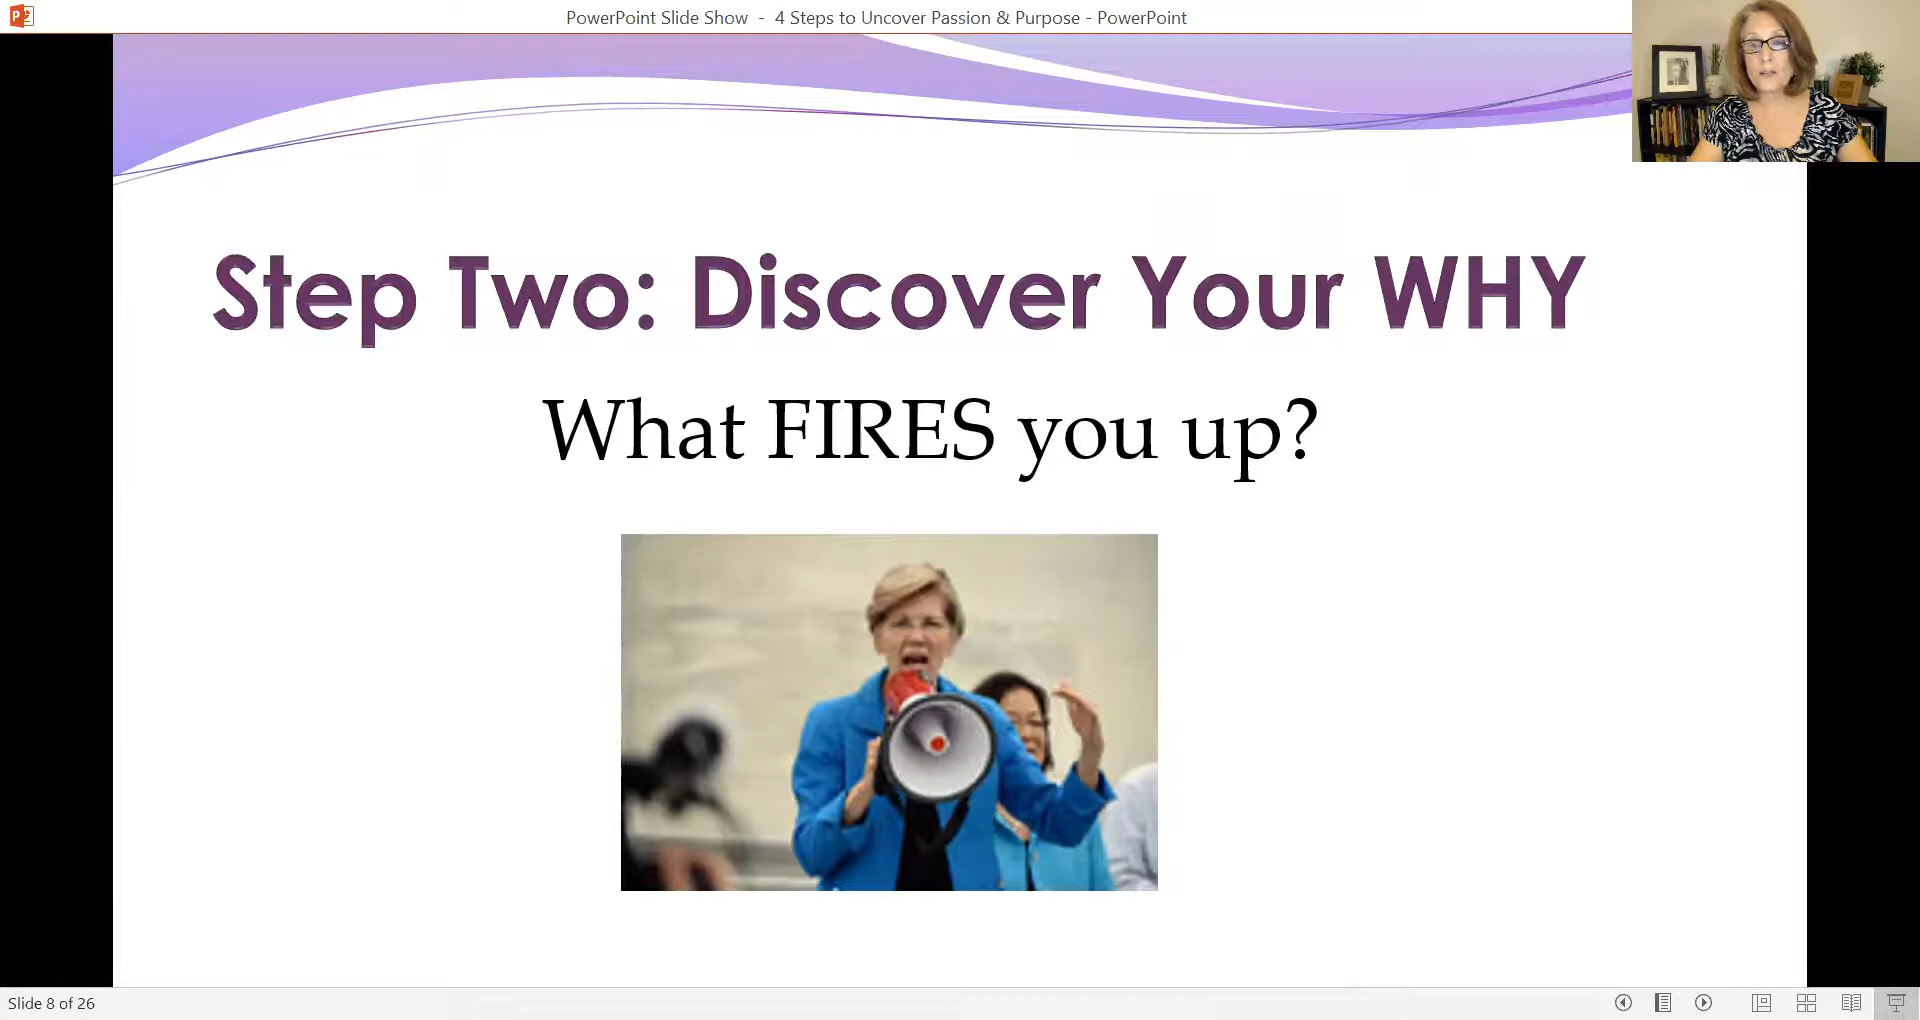 PowerPoint Slide Show - 4 Steps to Uncover Passion & Purpose - PowerPoint
Step Two: Discover Your WHY
What FIRES you up?
Slide 8 of 26